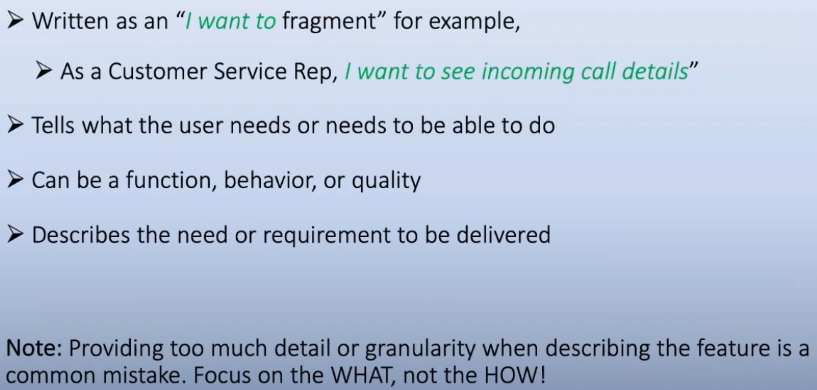 ➢ Written as an “I want to fragment” for example,
➢ As a Customer Service Rep, I want to see incoming call details”
➢ Tells what the user needs or needs to be able to do
➢ Can be a function, behavior, or quality
➢ Describes the need or requirement to be delivered
Note: Providing too much detail or granularity when describing the feature is a
common mistake. Focus on the WHAT, not the HOW!